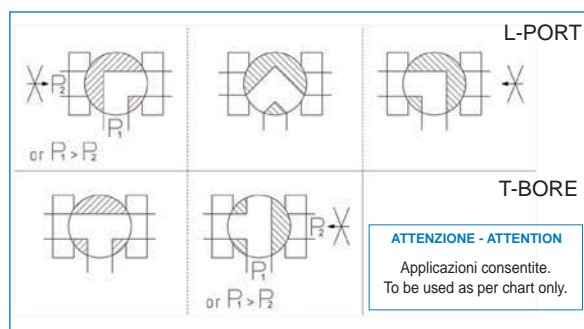 L-PORT
P₂
P₁
or P₁ > P₂
T-BORE
P₂
P₁
or P₁ > P₂
ATTENZIONE - ATTENTION
Applicazioni consentite.
To be used as per chart only.